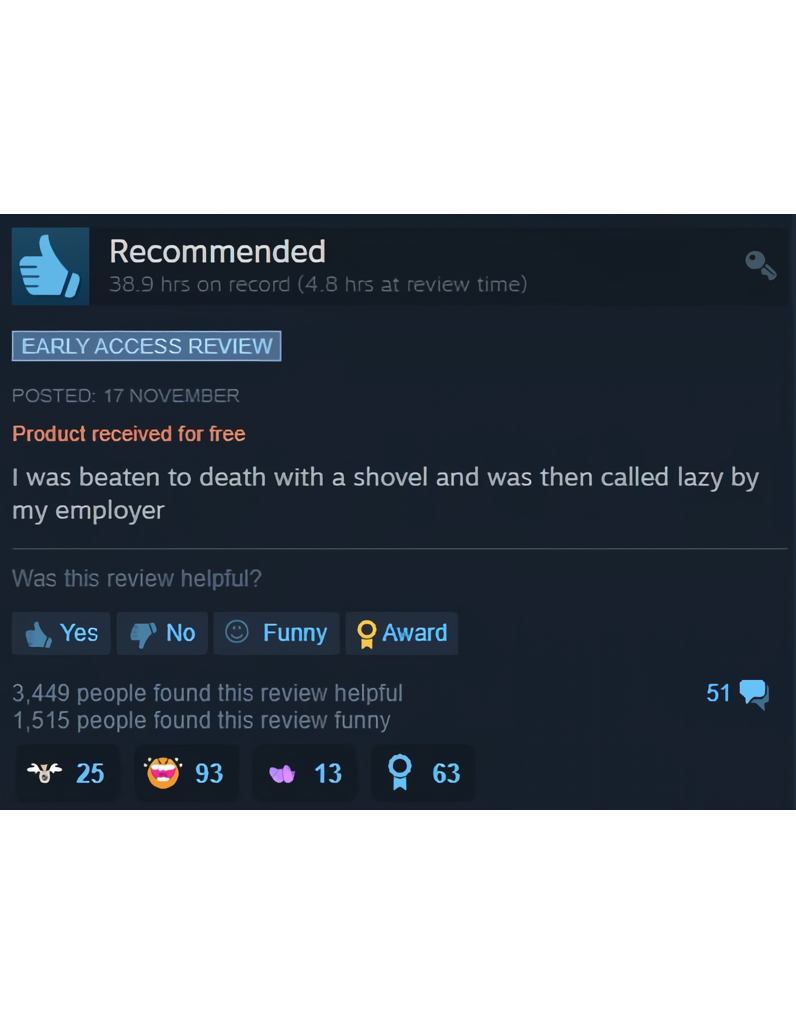 Recommended
38.9 hrs on record (4.8 hrs at review time)
EARLY ACCESS REVIEW
POSTED: 17 NOVEMBER
Product received for free
I was beaten to death with a shovel and was then called lazy by
my employer
Was this review helpful?
Yes No Funny Award
3,449 people found this review helpful 51
1,515 people found this review funny
25 93 13 63